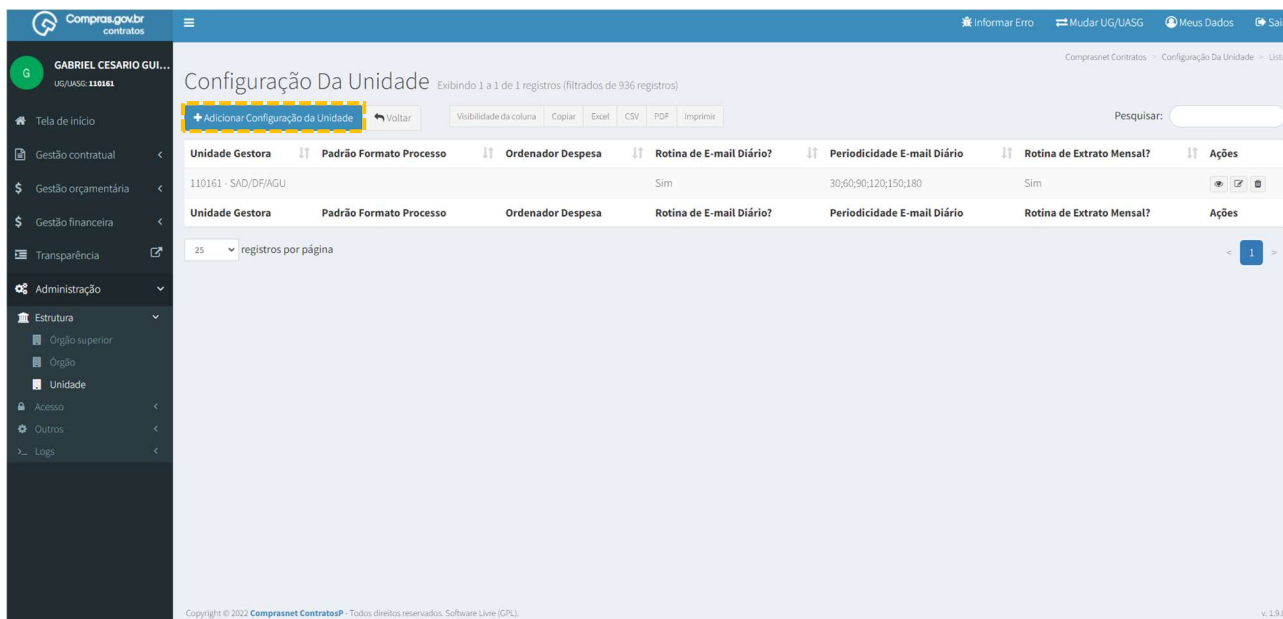 Compras.gov.br
contratos
Informar Erro
Mudar UG/UASG
Meus Dados
Sai
G
GABRIEL CESARIO GUI...
UG/UASG: 110161
Comprasnet Contratos > Configuração Da Unidade > Lista
Configuração Da Unidade Exibindo 1 a 1 de 1 registros (filtrados de 936 registros)
+ Adicionar Configuração da Unidade
Voltar
Visibilidade da coluna Copiar Excel CSV PDF Imprimir
Pesquisar:
Tela de início
Gestão contratual
Gestão orçamentária
Gestão financeira
Transparência
Administração
Estrutura
Órgão superior
Órgão
Unidade
Acesso
Outros
Logs
Unidade Gestora Padrão Formato Processo Ordenador Despesa Rotina de E-mail Diário? Periodicidade E-mail Diário Rotina de Extrato Mensal? Ações
110161 - SAD/DF/AGU Sim 30;60;90;120;150;180 Sim
Unidade Gestora Padrão Formato Processo Ordenador Despesa Rotina de E-mail Diário? Periodicidade E-mail Diário Rotina de Extrato Mensal? Ações
25 registros por página
< 1 >
Copyright © 2022 Comprasnet ContratosP - Todos direitos reservados. Software Livre (GPL).